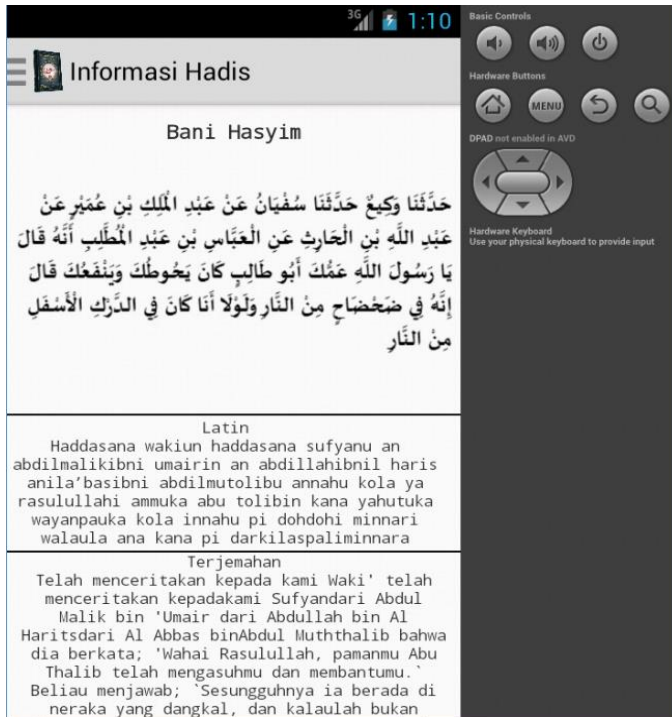 3G 1:10
Informasi Hadis
Bani Hasyim
حَدَّثَنَا وَكِيعٌ حَدَّثَنَا سُفْيَانُ عَنْ عَبْدِ الْمَلِكِ بْنِ عُمَيْرٍ عَنْ
عَبْدِ اللَّهِ بْنِ الْحَارِثِ عَنِ الْعَبَّاسِ بْنِ عَبْدِ الْمُطَّلِبِ أَنَّهُ قَالَ
يَا رَسُولَ اللَّهِ عَمُّكَ أَبُو طَالِبٍ كَانَ يَحُوطُكَ وَيَنْفَعُكَ قَالَ
إِنَّهُ فِي ضَحْضَاحٍ مِنْ النَّارِ وَلَوْلَا أَنَا كَانَ فِي الدَّرْكِ الْأَسْفَلِ
مِنْ النَّارِ
Latin
Haddasana wakiun haddasana sufyanu an
abdilmalikibni umairin an abdillahibnil haris
anila'basibni abdilmutolibu annahu kola ya
rasulullahi ammuka abu tolibin kana yahutuka
wayanpauka kola innahu pi dohdohi minnari
walaula ana kana pi darkilaspaliminnara
Terjemahan
Telah menceritakan kepada kami Waki' telah
menceritakan kepadakami Sufyandari Abdul
Malik bin 'Umair dari Abdullah bin Al
Haritsdari Al Abbas binAbdul Muththalib bahwa
dia berkata; 'Wahai Rasulullah, pamanmu Abu
Thalib telah mengasuhmu dan membantumu.`
Beliau menjawab; `Sesungguhnya ia berada di
neraka yang dangkal, dan kalaulah bukan
Basic Controls
Hardware Buttons
MENU
DPAD not enabled in AVD
Hardware Keyboard
Use your physical keyboard to provide input